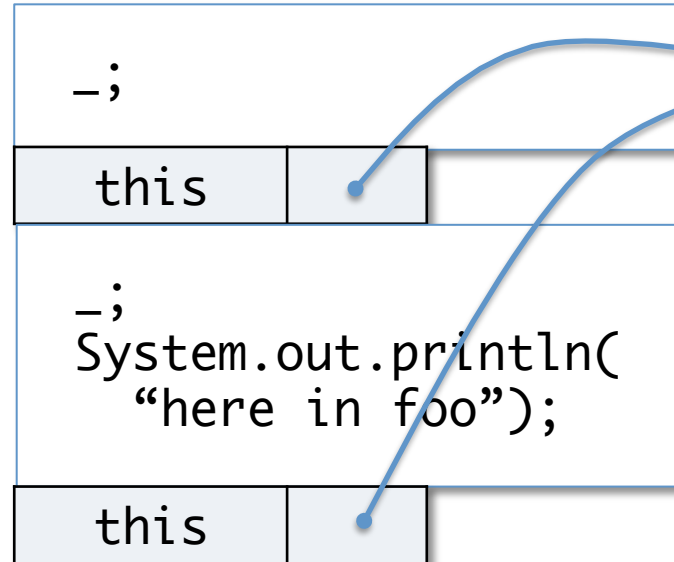 _;
this
_;
System.out.println(
“here in foo”);
this